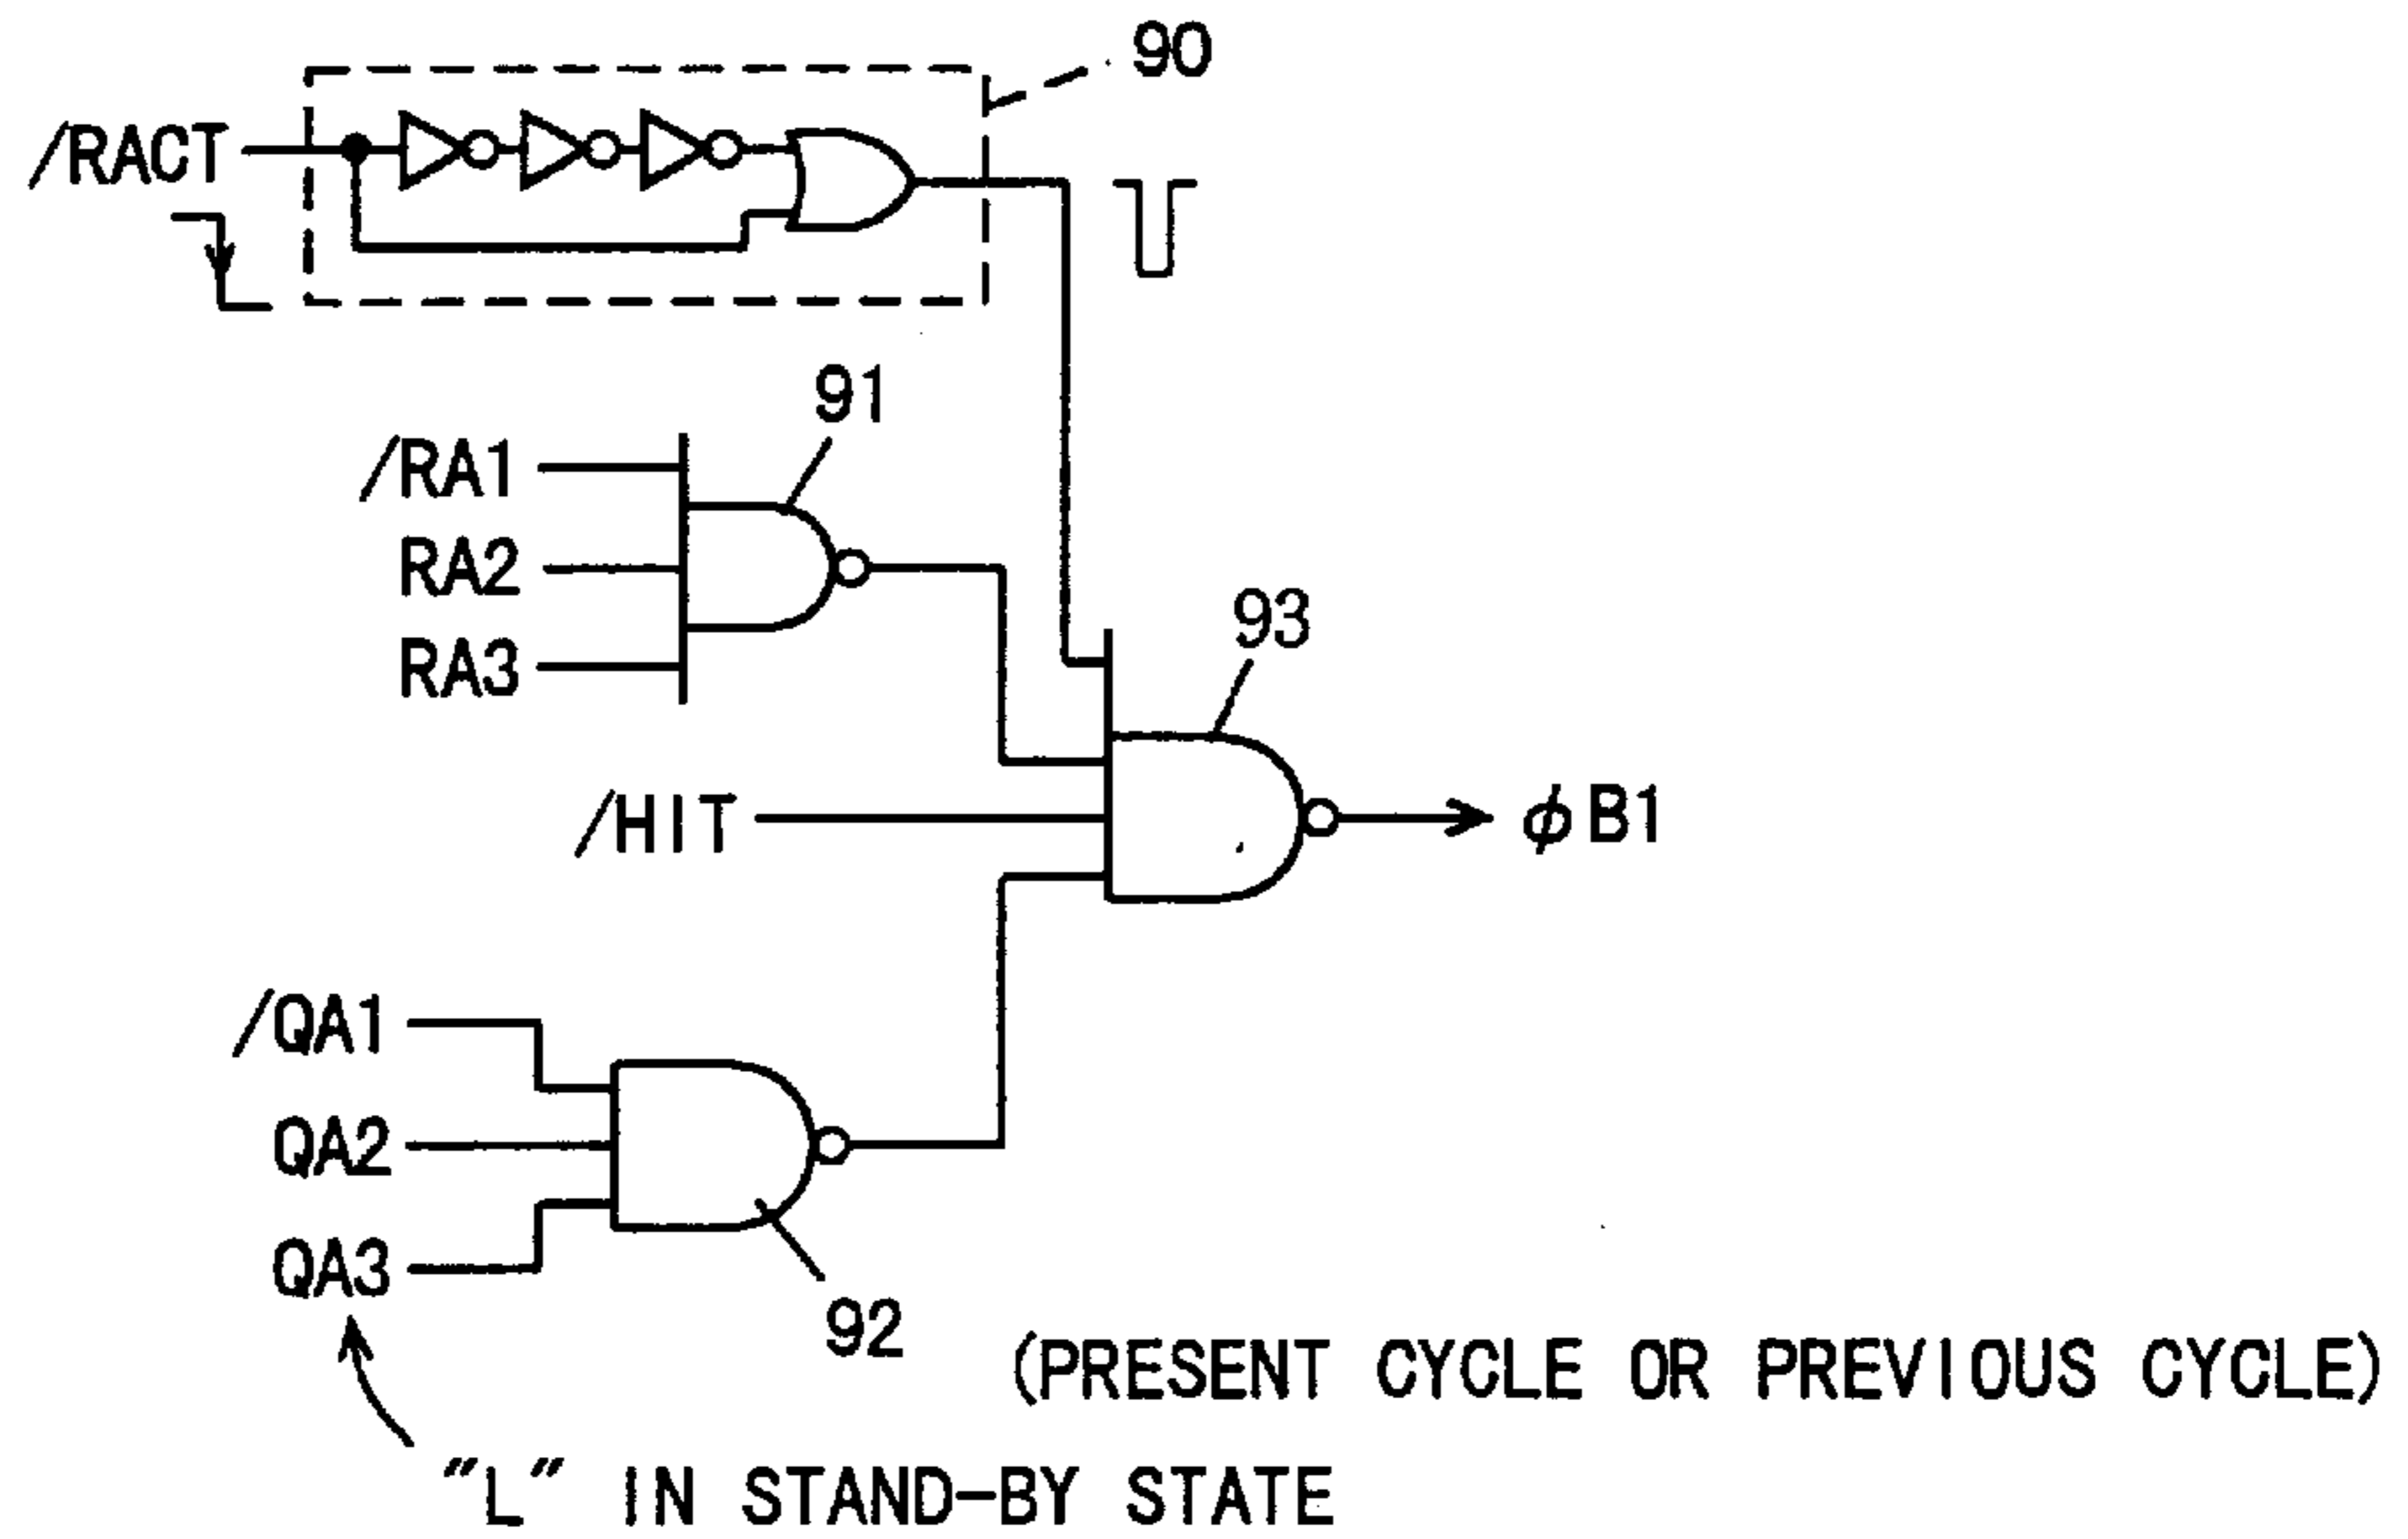 90
/RACT
91
/RA1
RA2
RA3
93
/HIT
φB1
/QA1
QA2
QA3
92
(PRESENT CYCLE OR PREVIOUS CYCLE)
"L" IN STAND-BY STATE